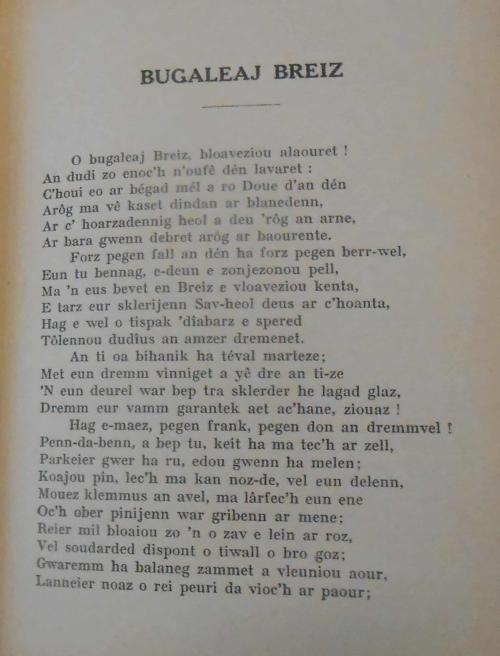 BUGALEAJ BREIZ
O bugaleaj Breiz, bloaveziou alaouret !
An dudi zo enoc'h n'oufê dén lavaret :
C'houi eo ar bégad mél a ro Doue d'an dén
Arôg ma vê kaset dindan ar blanedenn,
Ar c' hoarzadennig heol a deu 'rôg an arne,
Ar bara gwenn debret arôg ar baourente.
Forz pegen fall an dén ha forz pegen berr-wel,
Eun tu bennag, e-deun e zonjezonou pell,
Ma 'n eus bevet en Breiz e vloaveziou kenta,
E tarz eur sklerijenn Sav-heol deus ar c'hoanta,
Hag e wel o tispak 'dîabarz e spered
Tôlennou dudîus an amzer dremenet.
An ti oa bihanik ha téval marteze;
Met eun dremm vinniget a yê dre an ti-ze
'N eun deurel war bep tra sklerder he lagad glaz,
Dremm eur vamm garantek aet ac'hane, ziouaz !
Hag e-maez, pegen frank, pegen don an dremmvel !
Penn-da-benn, a bep tu, keit ha ma tec'h ar zell,
Parkeier gwer ha ru, edou gwenn ha melen;
Koajou pin, lec'h ma kan noz-de, vel eun delenn,
Mouez klemmus an avel, ma lârfec'h eun ene
Oc'h ober pinijenn war gribenn ar mene;
Reier mil bloaiou zo 'n o zav e lein ar roz,
Vel soudarded dispont o tiwall o bro goz;
Gwaremm ha balaneg zammet a vleuniou aour,
Lanneier noaz o rei peuri da vioc'h ar paour;